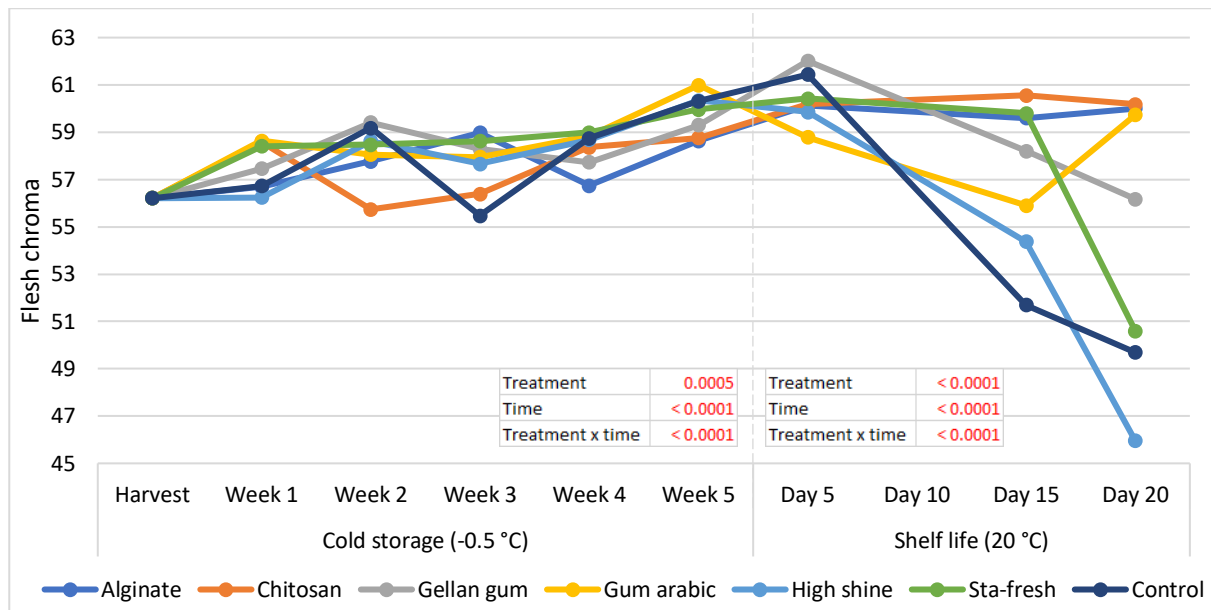 63
61
59
57
55
53
51
49
47
45
Flesh chroma
Treatment 0.0005
Time < 0.0001
Treatment x time < 0.0001
Treatment < 0.0001
Time < 0.0001
Treatment x time < 0.0001
Harvest Week 1 Week 2 Week 3 Week 4 Week 5 Day 5 Day 10 Day 15 Day 20
Cold storage (-0.5 °C) Shelf life (20 °C)
Alginate Chitosan Gellan gum Gum arabic High shine Sta-fresh Control